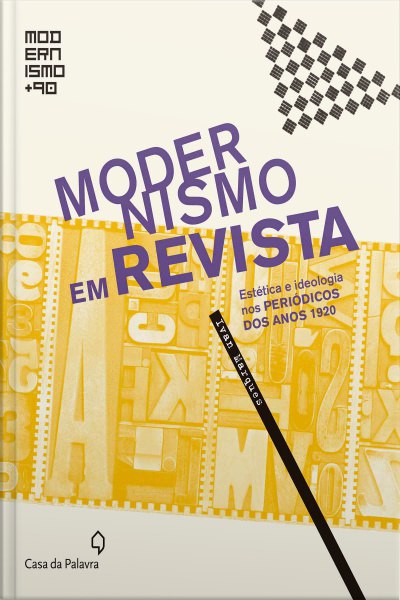 MOD
ERN
ISMO
+90
MODER
NISMO
EM REVISTA
Estética e ideologia
nos PERIÓDICOS
DOS ANOS 1920
Ivan Marques
Casa da Palavra